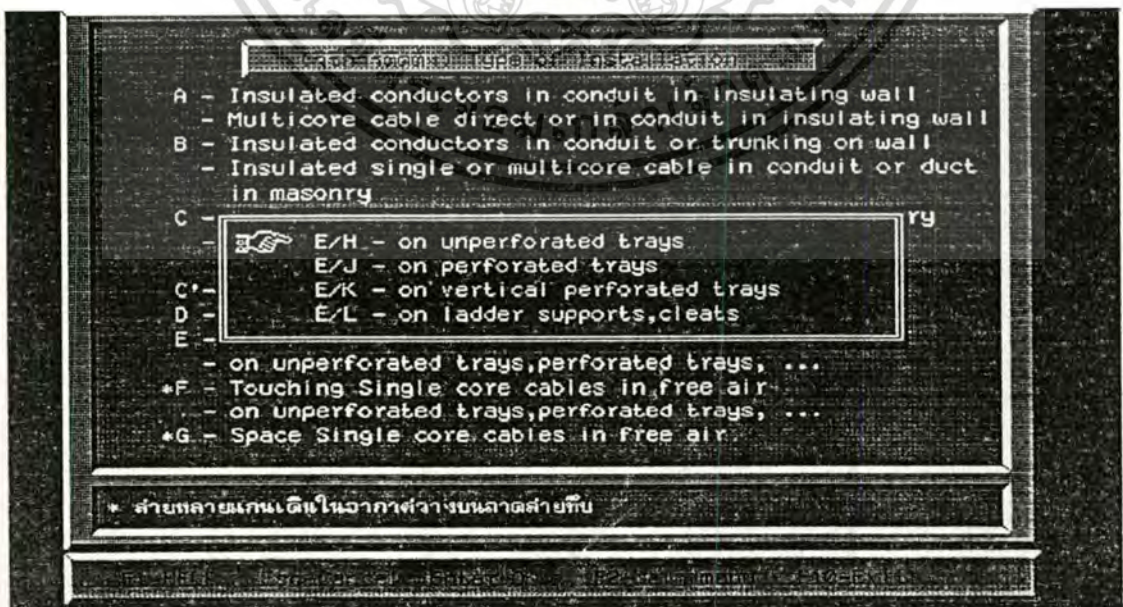 Type of Installation
A - Insulated conductors in conduit in insulating wall
- Multicore cable direct or in conduit in insulating wall
B - Insulated conductors in conduit or trunking on wall
- Insulated single or multicore cable in conduit or duct
in masonry
C - ry
-
E/H - on unperforated trays
E/J - on perforated trays
C'- E/K - on vertical perforated trays
D - E/L - on ladder supports,cleats
E -
- on unperforated trays,perforated trays, ...
*F - Touching Single core cables in free air
- on unperforated trays,perforated trays, ...
*G - Space Single core cables in free air
* สายหลายแกนเดินในอากาศวางบนลาดสายทึบ